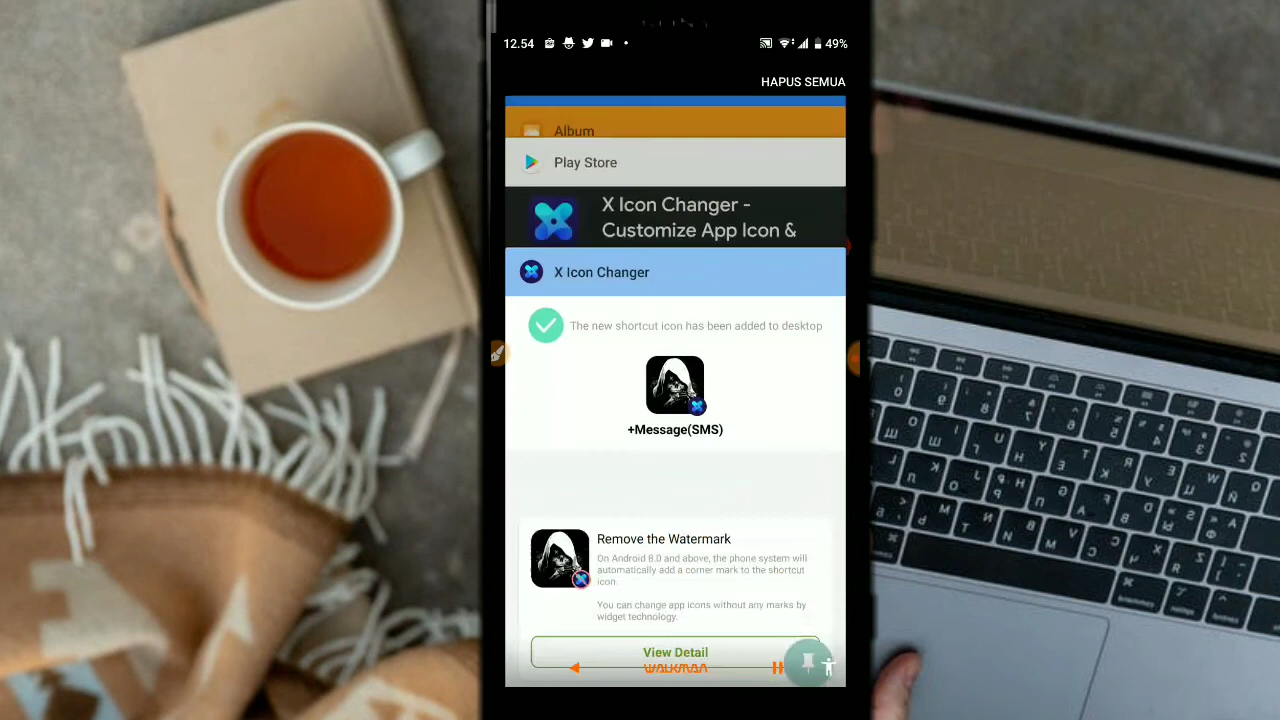 12.54
49%
HAPUS SEMUA
Album
Play Store
X Icon Changer -
Customize App Icon &
X Icon Changer
The new shortcut icon has been added to desktop
+Message(SMS)
Remove the Watermark
On Android 8.0 and above, the phone system will
automatically add a corner mark to the shortcut
icon.
You can change app icons without any marks by
widget technology.
View Detail
WALKMAN